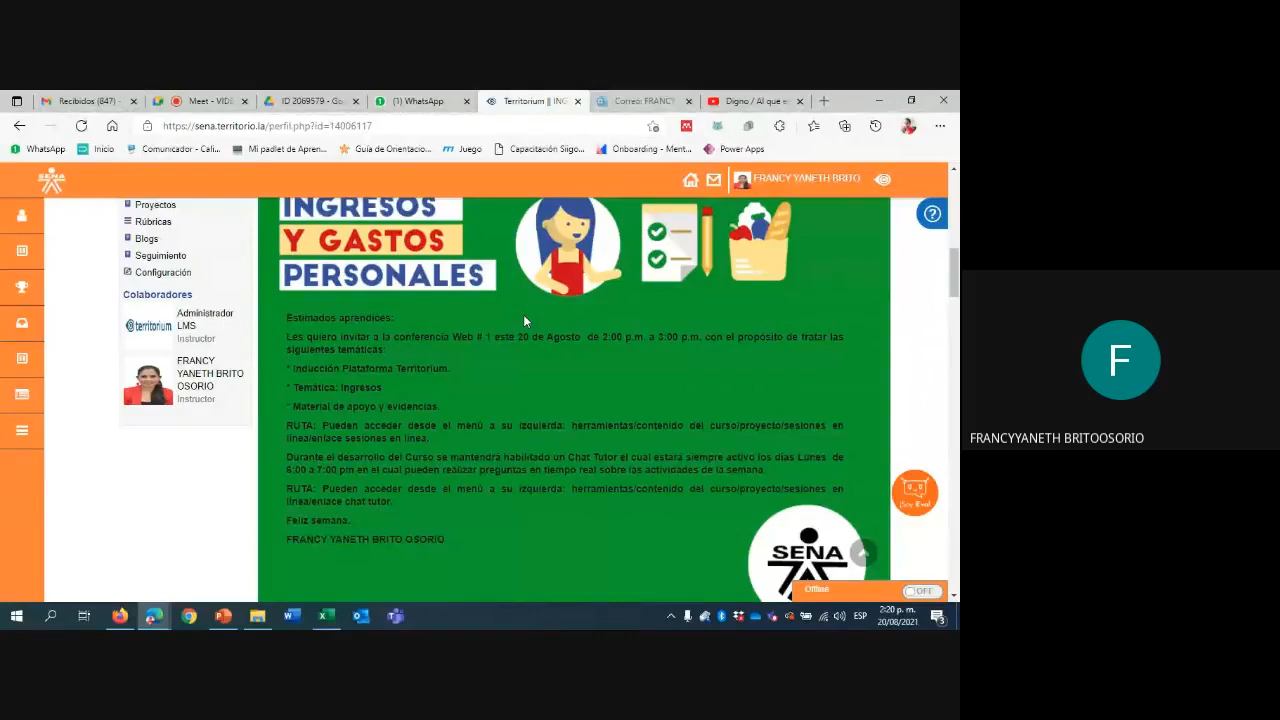 Recibidos (847) -
Meet - VIDE
ID 2069579 - Go
(1) WhatsApp
Territorium || ING
Correo: FRANCY
Digno / Al que e
https://sena.territorio.la/perfil.php?id=14006117
WhatsApp
Inicio
Comunicador - Cali...
Mi padlet de Apren...
Juego
Guía de Orientacio...
Capacitación Siigo...
Onboarding - Ment...
Power Apps
FRANCY YANETH BRITO
Proyectos
Rúbricas
Blogs
Seguimiento
Configuración
Colaboradores
territorium
Administrador
LMS
Instructor
FRANCY
YANETH BRITO
OSORIO
Instructor
INGRESOS
Y GASTOS
PERSONALES
Estimados aprendices:
Les quiero invitar a la conferencia Web # 1 este 20 de Agosto de 2:00 p.m. a 3:00 p.m, con el propósito de tratar las
siguientes temáticas:
* Inducción Plataforma Territorium.
* Temática: Ingresos
* Material de apoyo y evidencias.
RUTA: Pueden acceder desde el menú a su izquierda: herramientas/contenido del curso/proyecto/sesiones en
línea/enlace sesiones en línea.
Durante el desarrollo del Curso se mantendrá habilitado un Chat Tutor el cual estará siempre activo los días Lunes de
6:00 a 7:00 pm en el cual pueden realizar preguntas en tiempo real sobre las actividades de la semana.
RUTA: Pueden acceder desde el menú a su izquierda: herramientas/contenido del curso/proyecto/sesiones en
línea/enlace chat tutor.
Feliz semana.
FRANCY YANETH BRITO OSORIO
SENA
¡Soy Eva!
Offline
OFF
ESP
2:20 p. m.
20/08/2021
3
F
FRANCYYANETH BRITOOSORIO